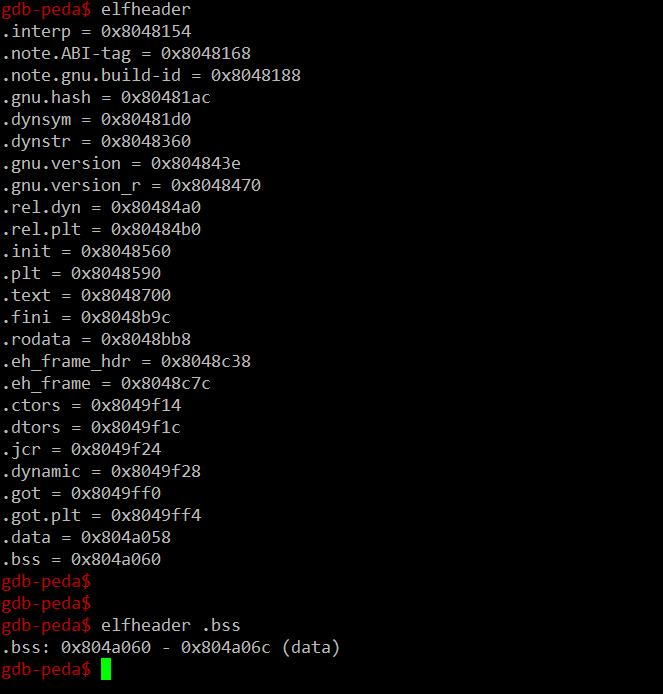 gdb-peda$ elfheader
.interp = 0x8048154
.note.ABI-tag = 0x8048168
.note.gnu.build-id = 0x8048188
.gnu.hash = 0x80481ac
.dynsym = 0x80481d0
.dynstr = 0x8048360
.gnu.version = 0x804843e
.gnu.version_r = 0x8048470
.rel.dyn = 0x80484a0
.rel.plt = 0x80484b0
.init = 0x8048560
.plt = 0x8048590
.text = 0x8048700
.fini = 0x8048b9c
.rodata = 0x8048bb8
.eh_frame_hdr = 0x8048c38
.eh_frame = 0x8048c7c
.ctors = 0x8049f14
.dtors = 0x8049f1c
.jcr = 0x8049f24
.dynamic = 0x8049f28
.got = 0x8049ff0
.got.plt = 0x8049ff4
.data = 0x804a058
.bss = 0x804a060
gdb-peda$
gdb-peda$
gdb-peda$ elfheader .bss
.bss: 0x804a060 - 0x804a06c (data)
gdb-peda$